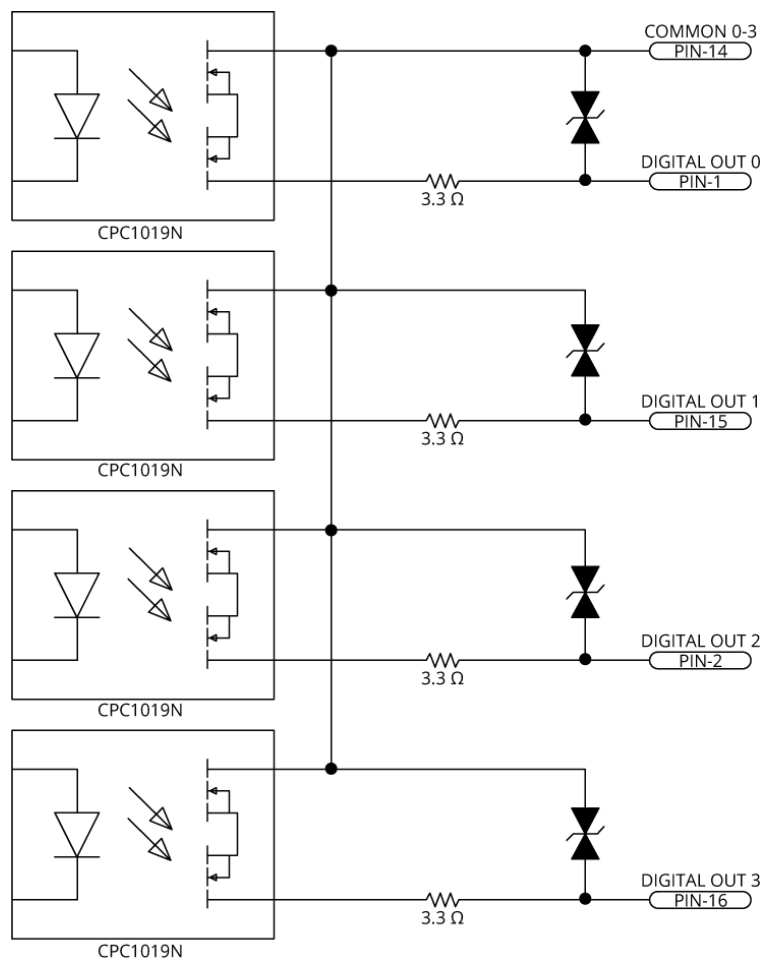 COMMON 0-3
PIN-14
DIGITAL OUT 0
PIN-1
3.3 Ω
CPC1019N
DIGITAL OUT 1
PIN-15
3.3 Ω
CPC1019N
DIGITAL OUT 2
PIN-2
3.3 Ω
CPC1019N
DIGITAL OUT 3
PIN-16
3.3 Ω
CPC1019N